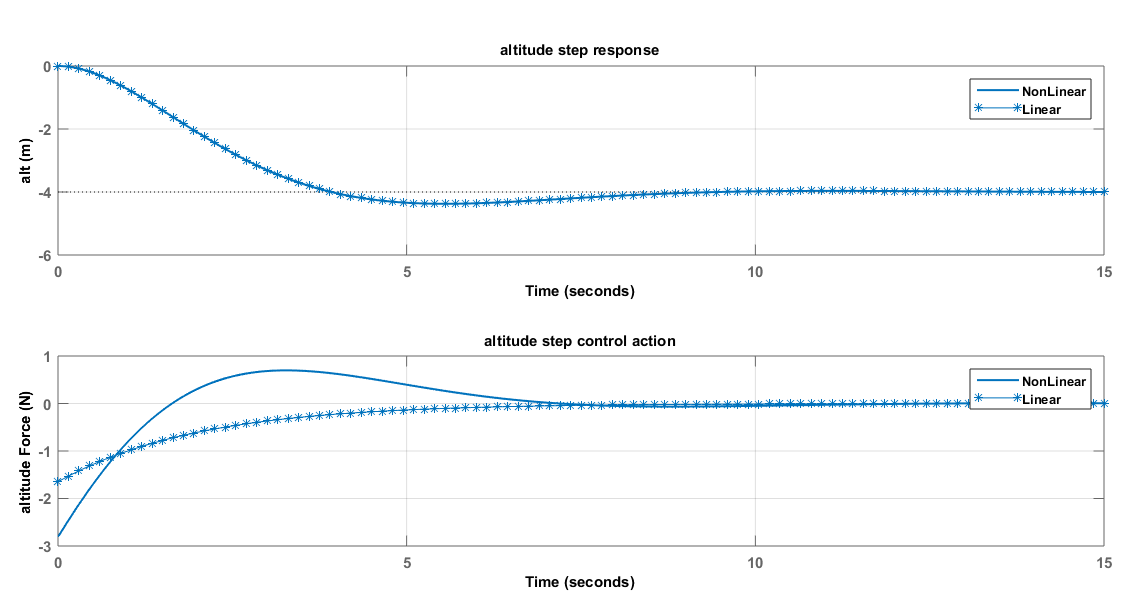 altitude step response
0
-2
-4
-6
alt (m)
NonLinear
Linear
0 5 10 15
Time (seconds)
altitude step control action
1
0
-1
-2
-3
altitude Force (N)
NonLinear
Linear
0 5 10 15
Time (seconds)